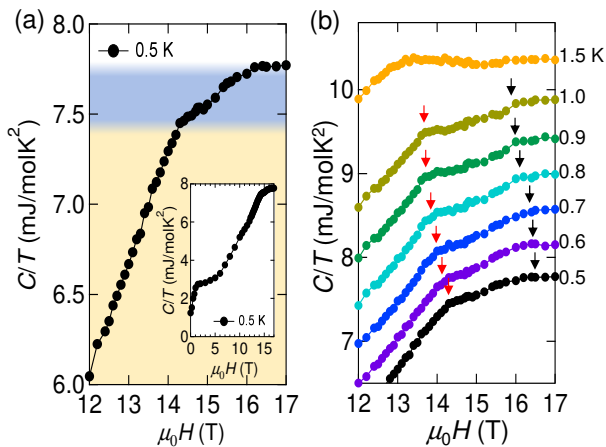 (a)
0.5 K
C/T (mJ/molK²)
8.0
7.5
7.0
6.5
6.0
12 13 14 15 16 17
μ₀H (T)
C/T (mJ/molK²)
8
6
4
2
0
0 5 10 15
μ₀H (T)
0.5 K
(b)
C/T (mJ/molK²)
10
9
8
7
12 13 14 15 16 17
μ₀H (T)
1.5 K
1.0
0.9
0.8
0.7
0.6
0.5